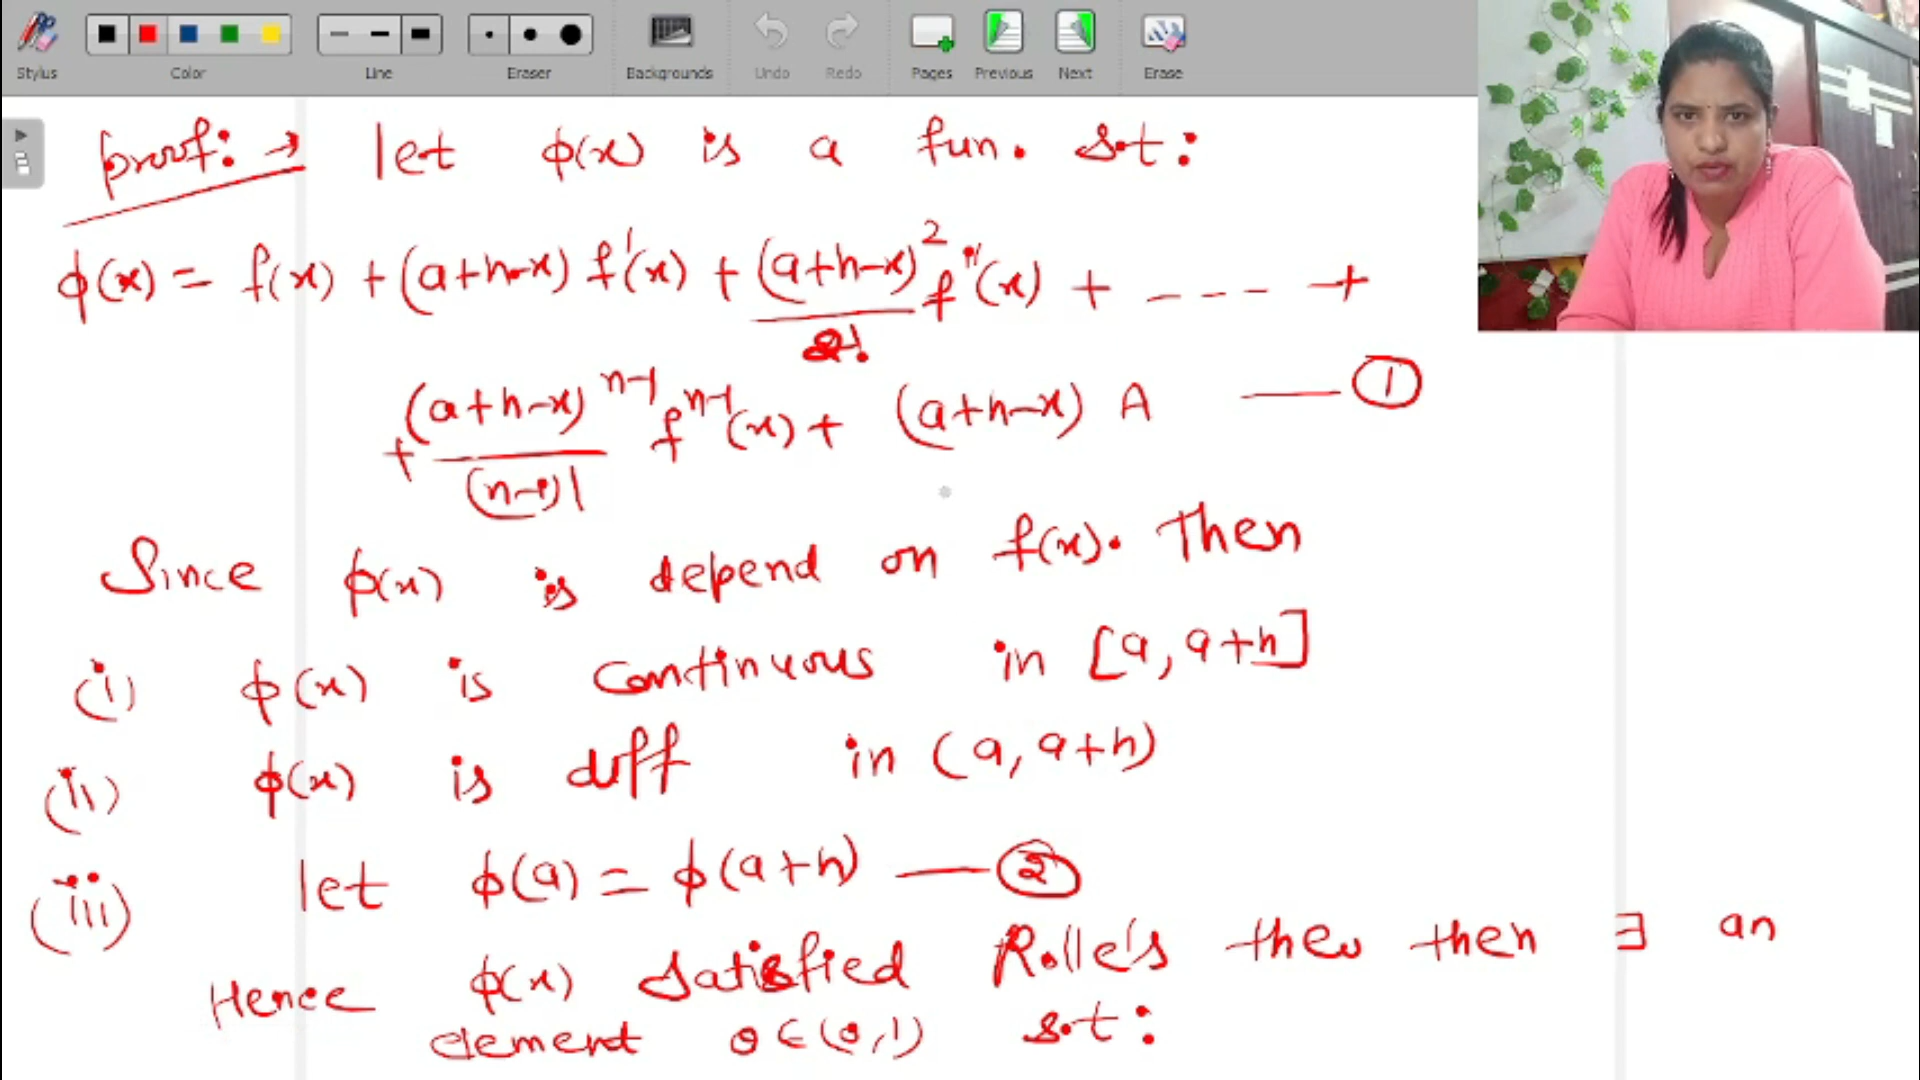 Stylus Color Line Eraser Backgrounds Undo Redo Pages Previous Next Erase
proof: → let φ(x) is a fun. s.t:
φ(x) = f(x) + (a+h-x) f'(x) + (a+h-x)²/2! f''(x) + ---- +
+ (a+h-x)^{n-1}/(n-1)! f^{n-1}(x) + (a+h-x) A —— ①
Since φ(x) is depend on f(x). Then
(i) φ(x) is continuous in [a, a+h]
(ii) φ(x) is diff in (a, a+h)
(iii) let φ(a) = φ(a+h) —— ②
Hence φ(x) satisfied Rolle's theo then ∃ an
element θ ∈ (0,1) s.t: